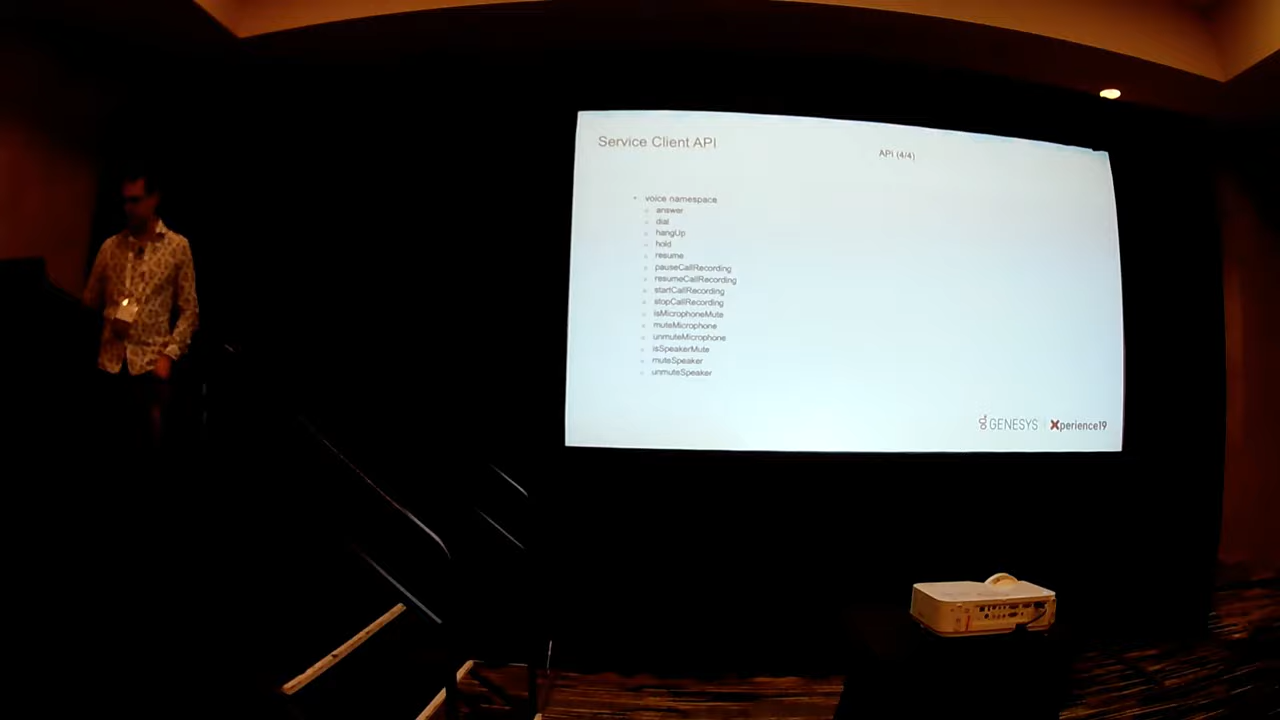 Service Client API
API (4/4)
voice namespace
answer
dial
hangUp
hold
resume
pauseCallRecording
resumeCallRecording
startCallRecording
stopCallRecording
isMicrophoneMute
muteMicrophone
unmuteMicrophone
isSpeakerMute
muteSpeaker
unmuteSpeaker
GENESYS | Xperience19